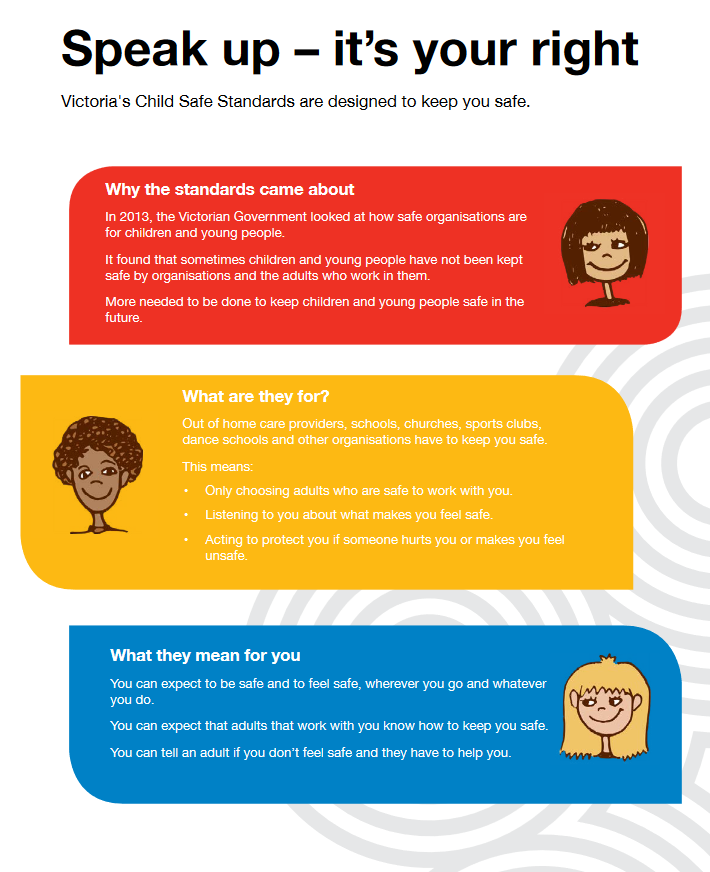 Speak up – it's your right
Victoria's Child Safe Standards are designed to keep you safe.
Why the standards came about
In 2013, the Victorian Government looked at how safe organisations are
for children and young people.
It found that sometimes children and young people have not been kept
safe by organisations and the adults who work in them.
More needed to be done to keep children and young people safe in the
future.
What are they for?
Out of home care providers, schools, churches, sports clubs,
dance schools and other organisations have to keep you safe.
This means:
• Only choosing adults who are safe to work with you.
• Listening to you about what makes you feel safe.
• Acting to protect you if someone hurts you or makes you feel
unsafe.
What they mean for you
You can expect to be safe and to feel safe, wherever you go and whatever
you do.
You can expect that adults that work with you know how to keep you safe.
You can tell an adult if you don't feel safe and they have to help you.